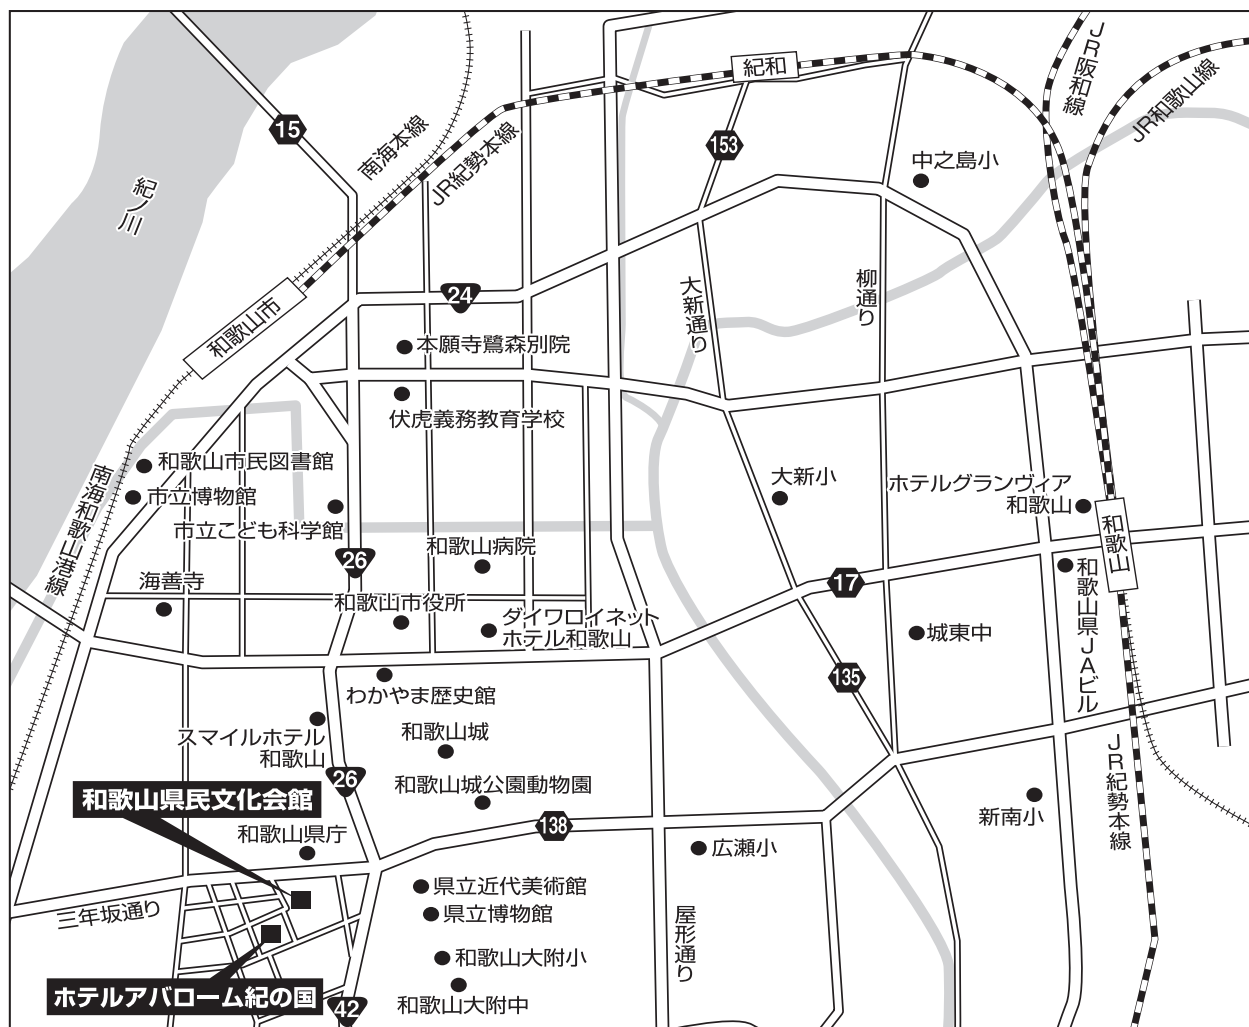 紀和
JR阪和線
JR和歌山線
15
南海本線
JR紀勢本線
153
中之島小
紀ノ川
24
大新通り
柳通り
和歌山市
本願寺鷺森別院
伏虎義務教育学校
和歌山市民図書館
市立博物館
市立こども科学館
南海和歌山港線
大新小
ホテルグランヴィア
和歌山
和歌山
26
和歌山病院
海善寺
17
和歌山県JAビル
和歌山市役所
ダイワロイネット
ホテル和歌山
城東中
135
わかやま歴史館
スマイルホテル
和歌山
和歌山城
26
和歌山城公園動物園
JR紀勢本線
和歌山県民文化会館
新南小
和歌山県庁
138
広瀬小
県立近代美術館
三年坂通り
県立博物館
屋形通り
和歌山大附小
ホテルアバローム紀の国
和歌山大附中
42